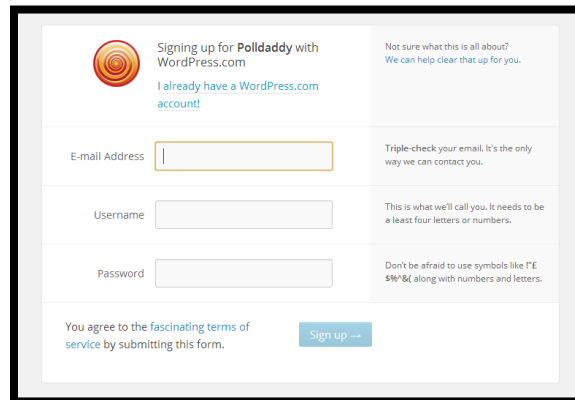 Signing up for Polldaddy with
WordPress.com
I already have a WordPress.com
account!
Not sure what this is all about?
We can help clear that up for you.
E-mail Address
Triple-check your email. It's the only
way we can contact you.
Username
This is what we'll call you. It needs to be
a least four letters or numbers.
Password
Don't be afraid to use symbols like !"£
$%^&( along with numbers and letters.
You agree to the fascinating terms of
service by submitting this form.
Sign up →